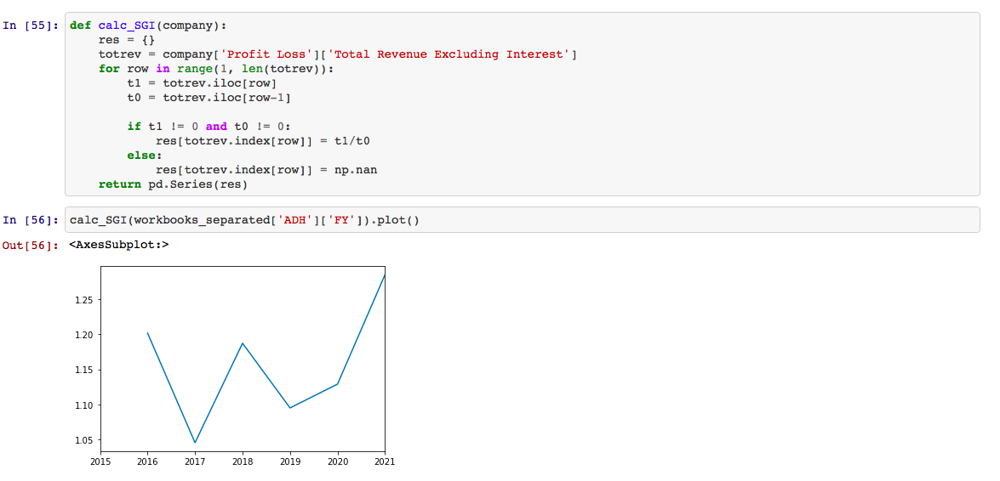 In [55]: def calc_SGI(company):
    res = {}
    totrev = company['Profit Loss']['Total Revenue Excluding Interest']
    for row in range(1, len(totrev)):
        t1 = totrev.iloc[row]
        t0 = totrev.iloc[row-1]
        if t1 != 0 and t0 != 0:
            res[totrev.index[row]] = t1/t0
        else:
            res[totrev.index[row]] = np.nan
    return pd.Series(res)
In [56]: calc_SGI(workbooks_separated['ADH']['FY']).plot()
Out[56]: <AxesSubplot:>
1.25
1.20
1.15
1.10
1.05
2015 2016 2017 2018 2019 2020 2021